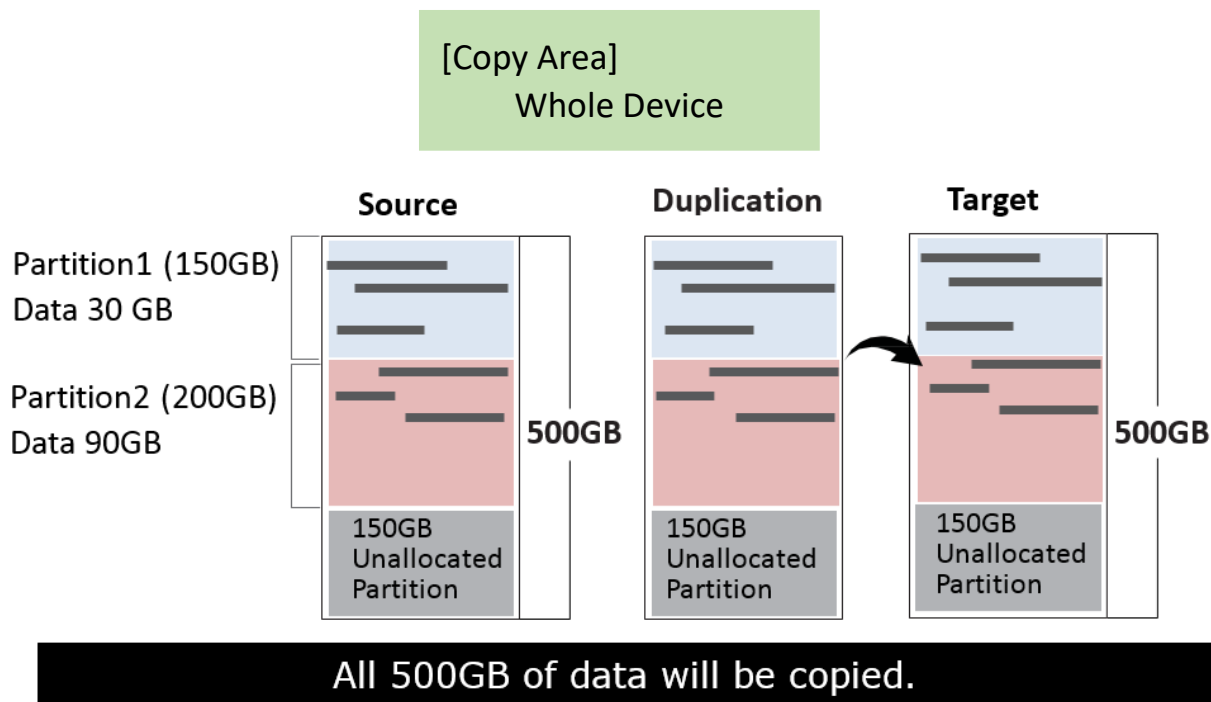 [Copy Area]
Whole Device
Source
Duplication
Target
Partition1 (150GB)
Data 30 GB
Partition2 (200GB)
Data 90GB
500GB
500GB
150GB
Unallocated
Partition
150GB
Unallocated
Partition
150GB
Unallocated
Partition
All 500GB of data will be copied.